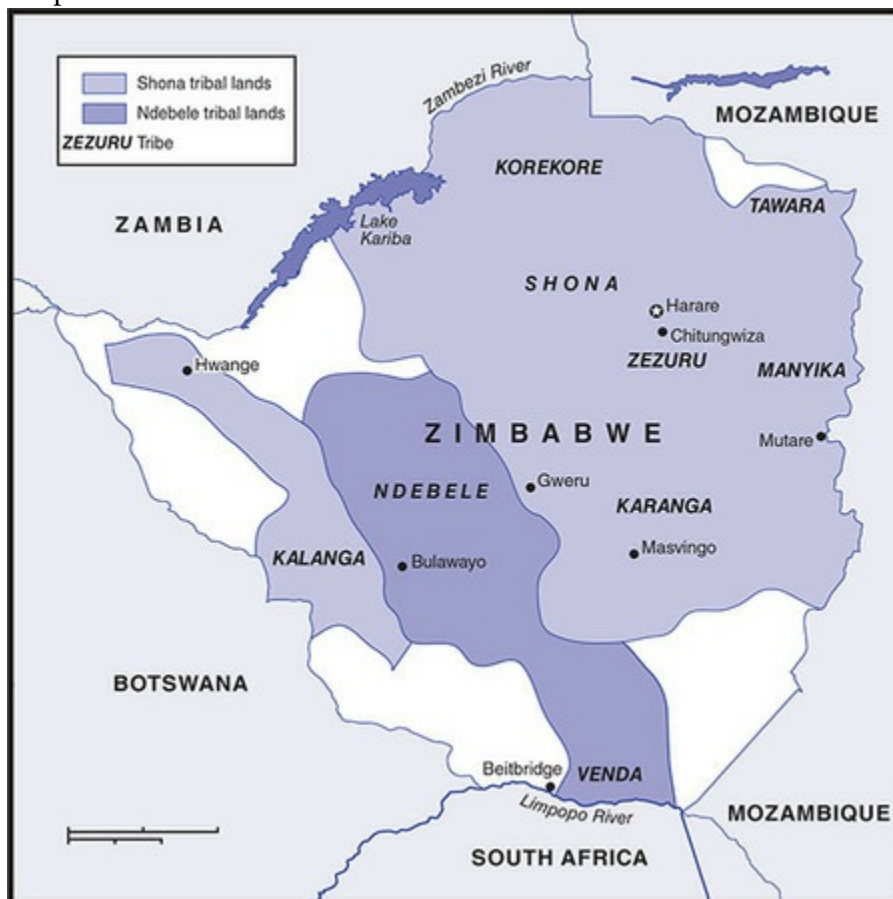 Shona tribal lands
Ndebele tribal lands
ZEZURU Tribe
Zambezi River
MOZAMBIQUE
KOREKORE
TAWARA
ZAMBIA
Lake
Kariba
SHONA
Harare
Chitungwiza
ZEZURU
Hwange
MANYIKA
ZIMBABWE
Mutare
NDEBELE
Gweru
KARANGA
KALANGA
Bulawayo
Masvingo
BOTSWANA
Beitbridge
VENDA
Limpopo River
MOZAMBIQUE
SOUTH AFRICA